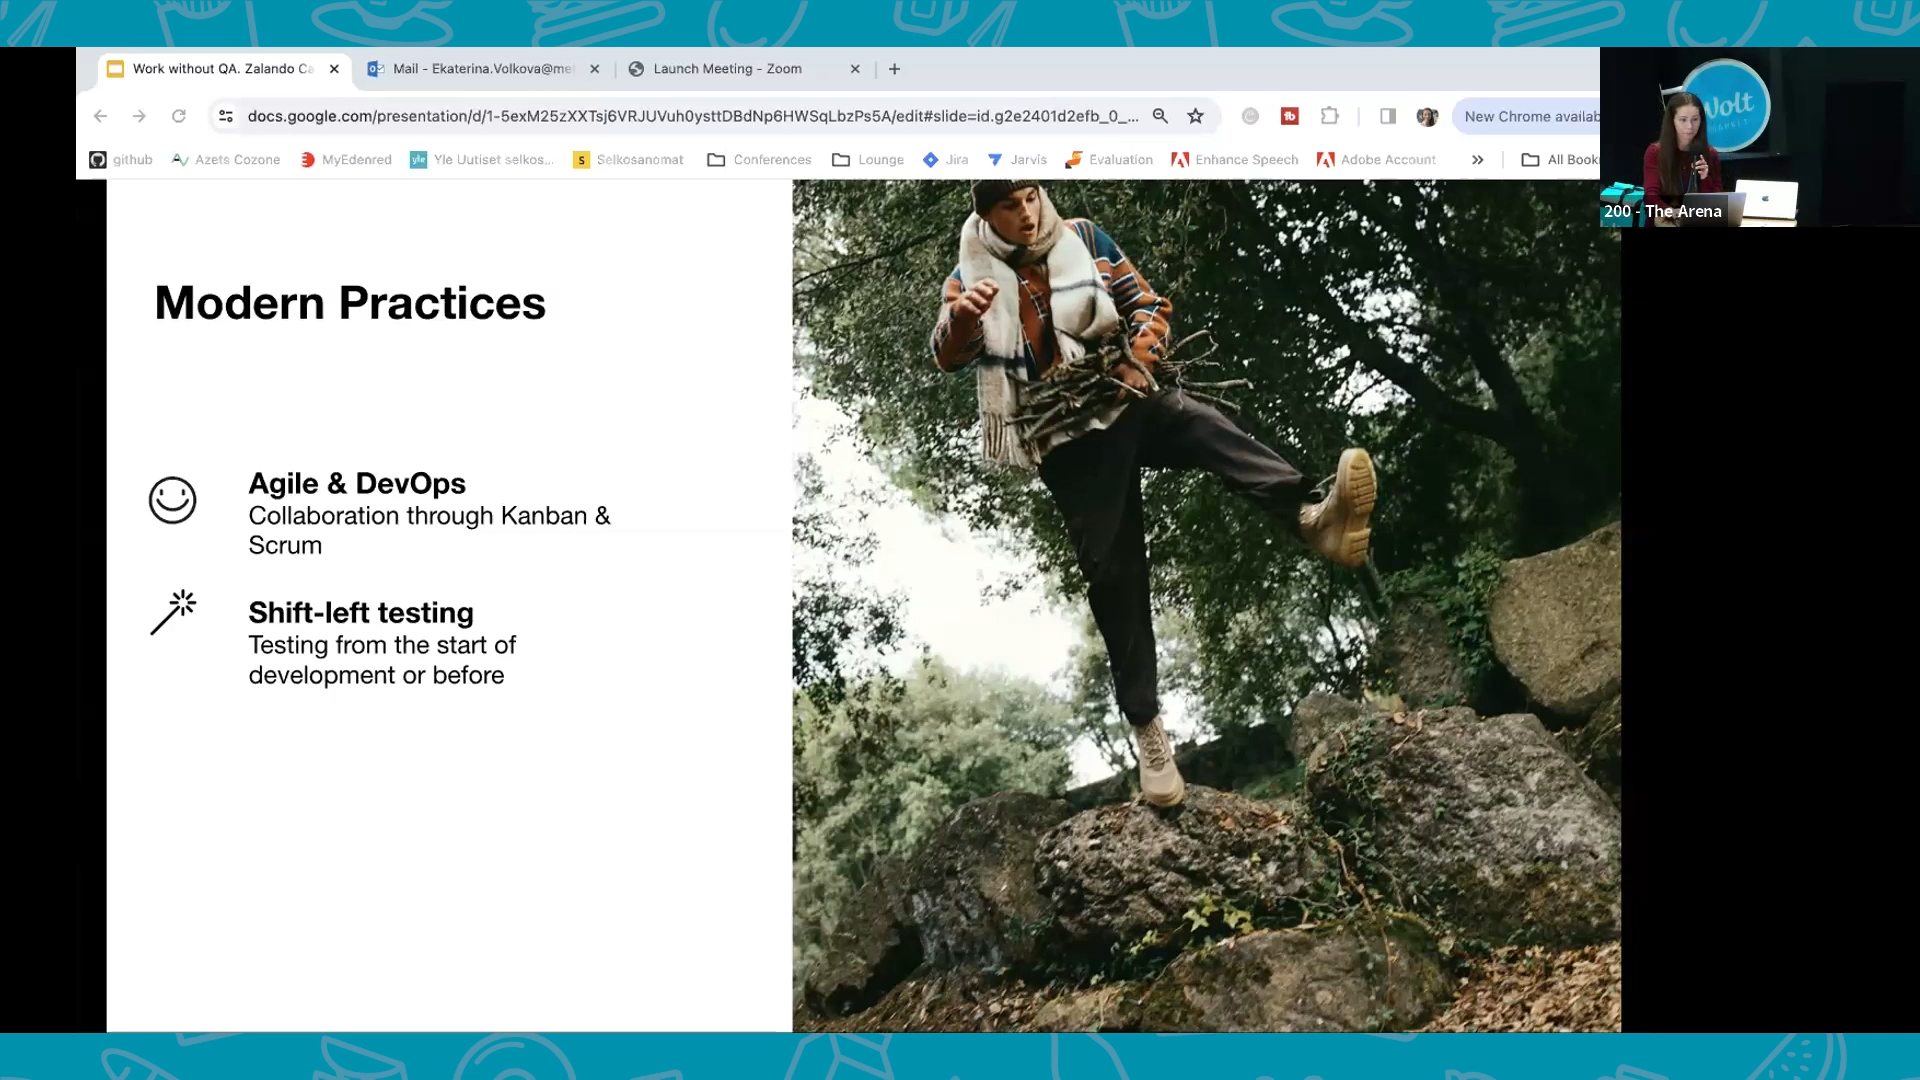 Work without QA. Zalando Ca
Mail - Ekaterina.Volkova@me
Launch Meeting - Zoom
docs.google.com/presentation/d/1-5exM25zXXTsj6VRJUVuh0ysttDBdNp6HWSqLbzPs5A/edit#slide=id.g2e2401d2efb_0_...
New Chrome availab
github
Azets Cozone
MyEdenred
yle
Yle Uutiset selkos...
S
Selkosanomat
Conferences
Lounge
Jira
Jarvis
Evaluation
Enhance Speech
Adobe Account
»
All Book
Wolt
MARKET
200 - The Arena
Modern Practices
Agile & DevOps
Collaboration through Kanban &
Scrum
Shift-left testing
Testing from the start of
development or before